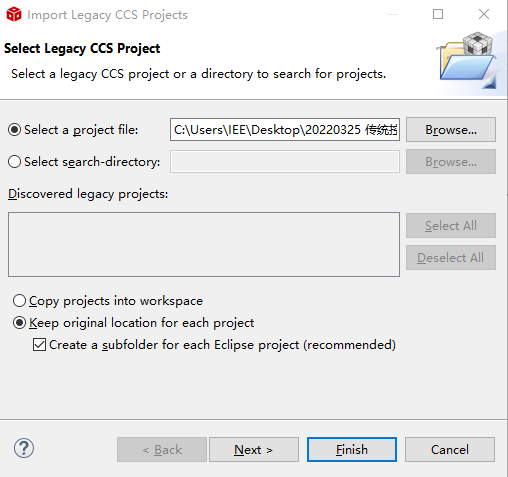 Import Legacy CCS Projects
Select Legacy CCS Project
Select a legacy CCS project or a directory to search for projects.
Select a project file:
C:\Users\IEE\Desktop\20220325 传统控
Browse...
Select search-directory:
Browse...
Discovered legacy projects:
Select All
Deselect All
Copy projects into workspace
Keep original location for each project
Create a subfolder for each Eclipse project (recommended)
?
< Back
Next >
Finish
Cancel